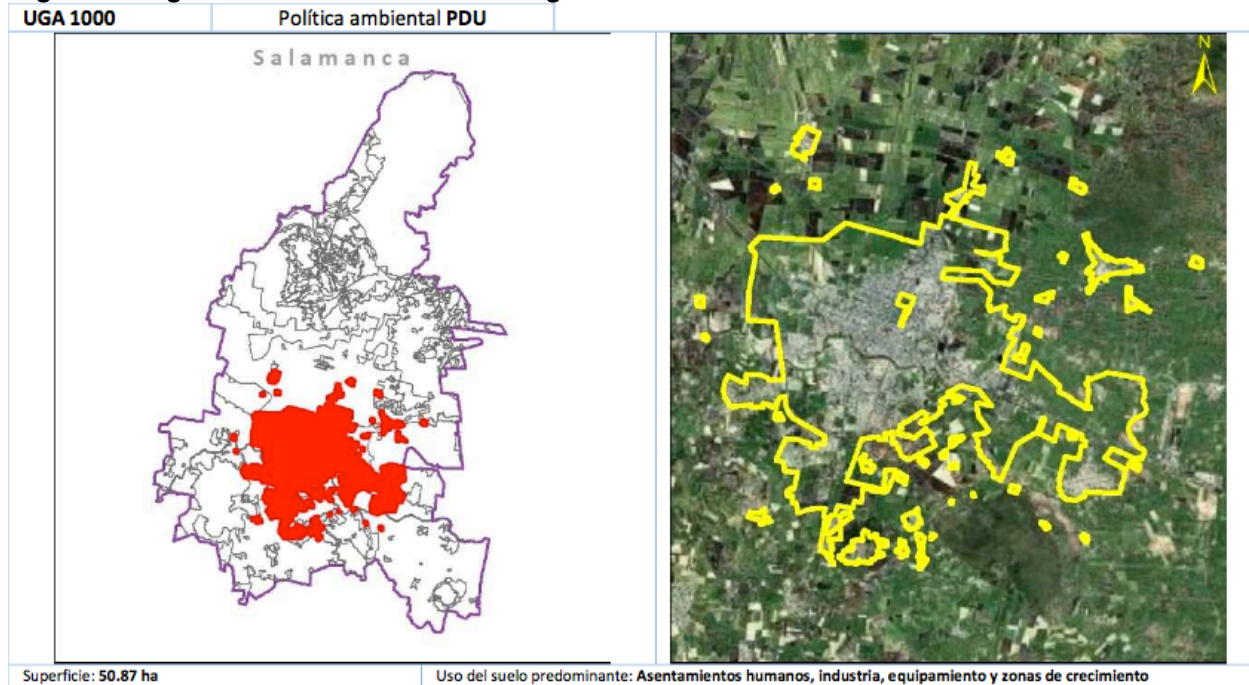 UGA 1000
Política ambiental PDU
Salamanca
N
Superficie: 50.87 ha
Uso del suelo predominante: Asentamientos humanos, industria, equipamiento y zonas de crecimiento